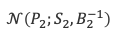 𝒩(P₂; S₂, B₂⁻¹)